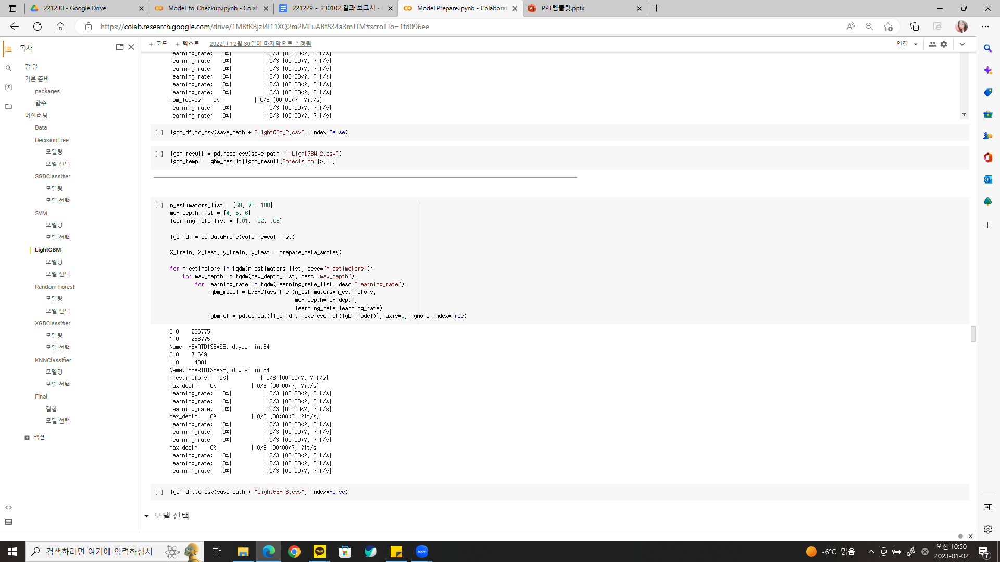 221230 - Google Drive
Model_to_Checkup.ipynb - Colab
221229 ~ 230102 결과 보고서 -
Model Prepare.ipynb - Colaborat
PPT템플릿.pptx
https://colab.research.google.com/drive/1MBfKBjzI4I11XQ2m2MFuABt834a3mJTM#scrollTo=1fd096ee
목차
할 일
기본 준비
packages
함수
머신러닝
Data
DecisionTree
모델링
모델 선택
SGDClassifier
모델링
모델 선택
SVM
모델링
모델 선택
LightGBM
모델링
모델 선택
Random Forest
모델링
모델 선택
XGBClassifier
모델링
모델 선택
KNNClassifier
모델링
모델 선택
Final
결합
모델 선택
섹션
+ 코드 + 텍스트 2022년 12월 30일에 마지막으로 수정됨
연결
learning_rate: 0%| | 0/3 [00:00<?, ?it/s]
learning_rate: 0%| | 0/3 [00:00<?, ?it/s]
learning_rate: 0%| | 0/3 [00:00<?, ?it/s]
learning_rate: 0%| | 0/3 [00:00<?, ?it/s]
learning_rate: 0%| | 0/3 [00:00<?, ?it/s]
learning_rate: 0%| | 0/3 [00:00<?, ?it/s]
num_leaves: 0%| | 0/6 [00:00<?, ?it/s]
learning_rate: 0%| | 0/3 [00:00<?, ?it/s]
learning_rate: 0%| | 0/3 [00:00<?, ?it/s]
[ ] lgbm_df.to_csv(save_path + "LightGBM_2.csv", index=False)
[ ] lgbm_result = pd.read_csv(save_path + "LightGBM_2.csv")
lgbm_temp = lgbm_result[lgbm_result["precision"]>.11]
[ ] n_estimators_list = [50, 75, 100]
max_depth_list = [4, 5, 6]
learning_rate_list = [.01, .02, .03]
lgbm_df = pd.DataFrame(columns=col_list)
X_train, X_test, y_train, y_test = prepare_data_smote()
for n_estimators in tqdm(n_estimators_list, desc="n_estimators"):
for max_depth in tqdm(max_depth_list, desc="max_depth"):
for learning_rate in tqdm(learning_rate_list, desc="learning_rate"):
lgbm_model = LGBMClassifier(n_estimators=n_estimators,
max_depth=max_depth,
learning_rate=learning_rate)
lgbm_df = pd.concat([lgbm_df, make_eval_df(lgbm_model)], axis=0, ignore_index=True)
0.0 286775
1.0 286775
Name: HEARTDISEASE, dtype: int64
0.0 71649
1.0 4081
Name: HEARTDISEASE, dtype: int64
n_estimators: 0%| | 0/3 [00:00<?, ?it/s]
max_depth: 0%| | 0/3 [00:00<?, ?it/s]
learning_rate: 0%| | 0/3 [00:00<?, ?it/s]
learning_rate: 0%| | 0/3 [00:00<?, ?it/s]
learning_rate: 0%| | 0/3 [00:00<?, ?it/s]
max_depth: 0%| | 0/3 [00:00<?, ?it/s]
learning_rate: 0%| | 0/3 [00:00<?, ?it/s]
learning_rate: 0%| | 0/3 [00:00<?, ?it/s]
learning_rate: 0%| | 0/3 [00:00<?, ?it/s]
max_depth: 0%| | 0/3 [00:00<?, ?it/s]
learning_rate: 0%| | 0/3 [00:00<?, ?it/s]
learning_rate: 0%| | 0/3 [00:00<?, ?it/s]
learning_rate: 0%| | 0/3 [00:00<?, ?it/s]
[ ] lgbm_df.to_csv(save_path + "LightGBM_3.csv", index=False)
모델 선택
검색하려면 여기에 입력하십시
TALK
zoom
-6°C 맑음
오전 10:50
2023-01-02
7